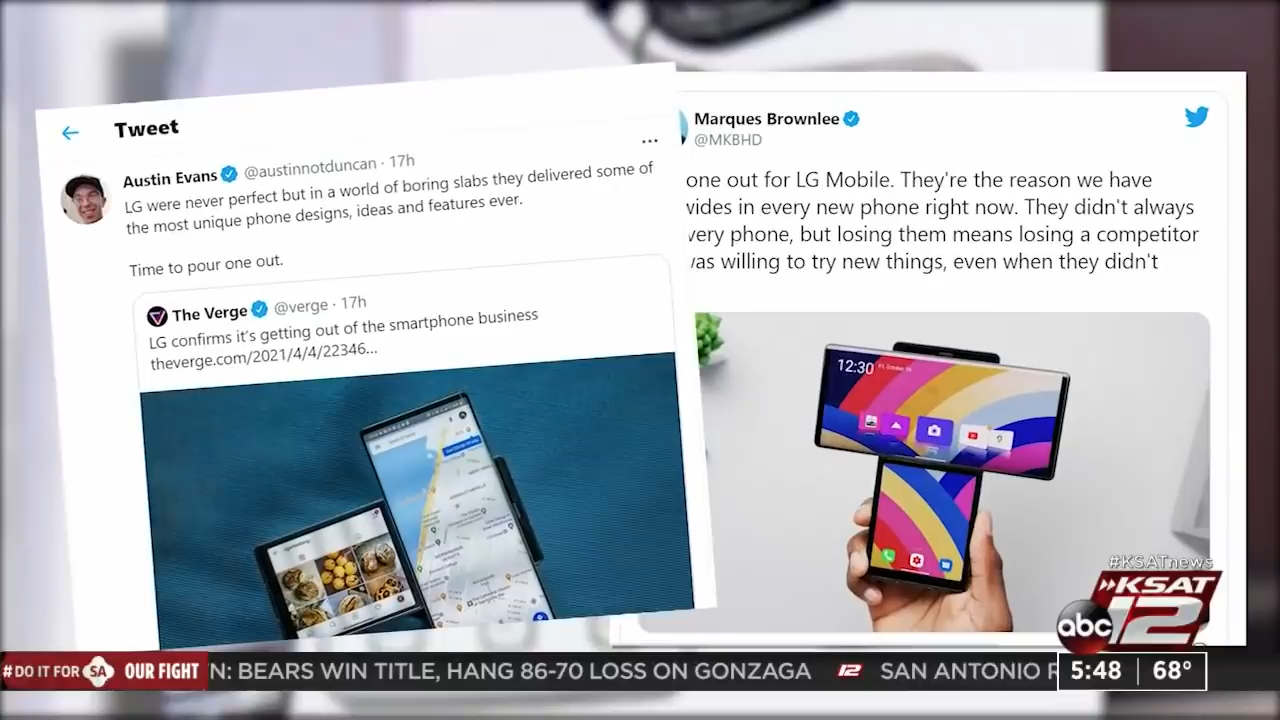 Tweet
Austin Evans @austinnotduncan · 17h
LG were never perfect but in a world of boring slabs they delivered some of
the most unique phone designs, ideas and features ever.
Time to pour one out.
The Verge @verge · 17h
LG confirms it's getting out of the smartphone business
theverge.com/2021/4/4/22346...
Marques Brownlee
@MKBHD
one out for LG Mobile. They're the reason we have
vides in every new phone right now. They didn't always
very phone, but losing them means losing a competitor
was willing to try new things, even when they didn't
12:30
#KSATnews
KSAT
12
abc
#DO IT FOR SA OUR FIGHT N: BEARS WIN TITLE, HANG 86-70 LOSS ON GONZAGA 12 SAN ANTONIO
5:48 68°